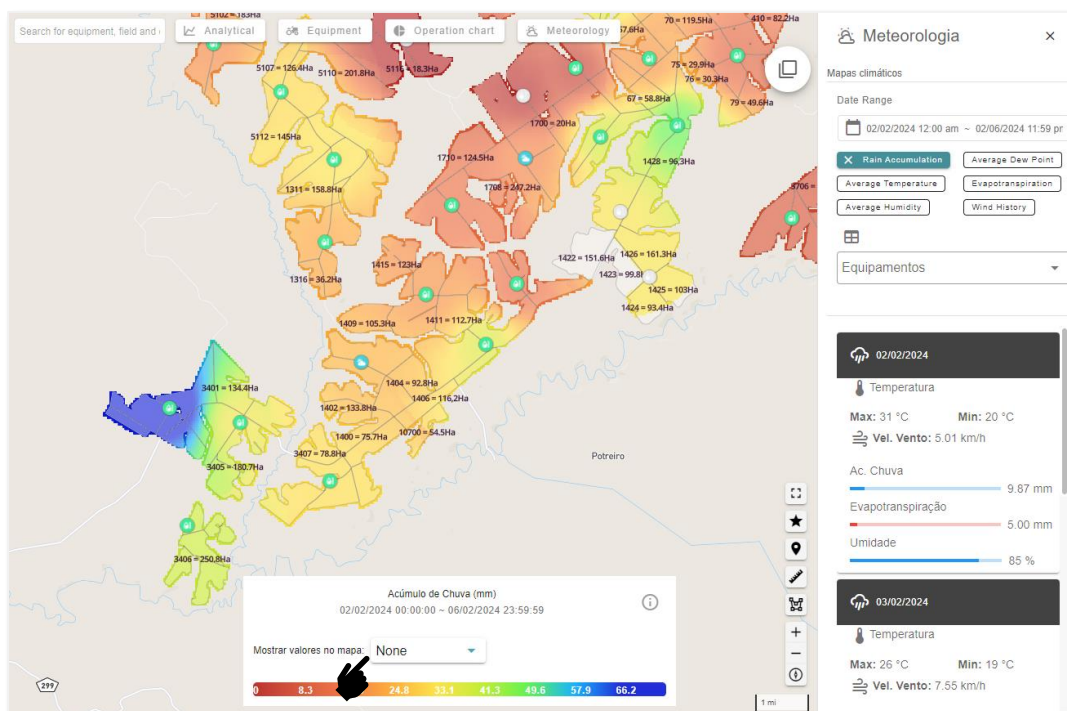 5102 = 183Ha
70 = 119.5Ha
410 = 82.2Ha
Search for equipment, field and
Analytical
Equipment
Operation chart
Meteorology
7.6Ha
5107 = 126.4Ha
5110 = 201.8Ha
5116 = 18.3Ha
75 = 29.9Ha
76 = 30.3Ha
67 = 58.8Ha
79 = 49.6Ha
1700 = 20Ha
5112 = 145Ha
1710 = 124.5Ha
1428 = 96.3Ha
1311 = 158.8Ha
1708 = 247.2Ha
8706 =
1422 = 151.6Ha
1426 = 161.3Ha
1415 = 123Ha
1423 = 99.8H
1316 = 36.2Ha
1425 = 103Ha
1424 = 93.4Ha
1409 = 105.3Ha
1411 = 112.7Ha
3401 = 134.4Ha
1404 = 92.8Ha
1406 = 116.2Ha
1402 = 133.8Ha
1400 = 75.7Ha
10700 = 54.5Ha
3407 = 78.8Ha
3405 = 180.7Ha
Potreiro
3406 = 250.8Ha
299
Acúmulo de Chuva (mm)
02/02/2024 00:00:00 ~ 06/02/2024 23:59:59
Mostrar valores no mapa:
None
0 8.3 24.8 33.1 41.3 49.6 57.9 66.2
1 mi
Meteorologia
Mapas climáticos
Date Range
02/02/2024 12:00 am ~ 02/06/2024 11:59 pm
Rain Accumulation
Average Dew Point
Average Temperature
Evapotranspiration
Average Humidity
Wind History
Equipamentos
02/02/2024
Temperatura
Max: 31 °C Min: 20 °C
Vel. Vento: 5.01 km/h
Ac. Chuva
9.87 mm
Evapotranspiração
5.00 mm
Umidade
85 %
03/02/2024
Temperatura
Max: 26 °C Min: 19 °C
Vel. Vento: 7.55 km/h